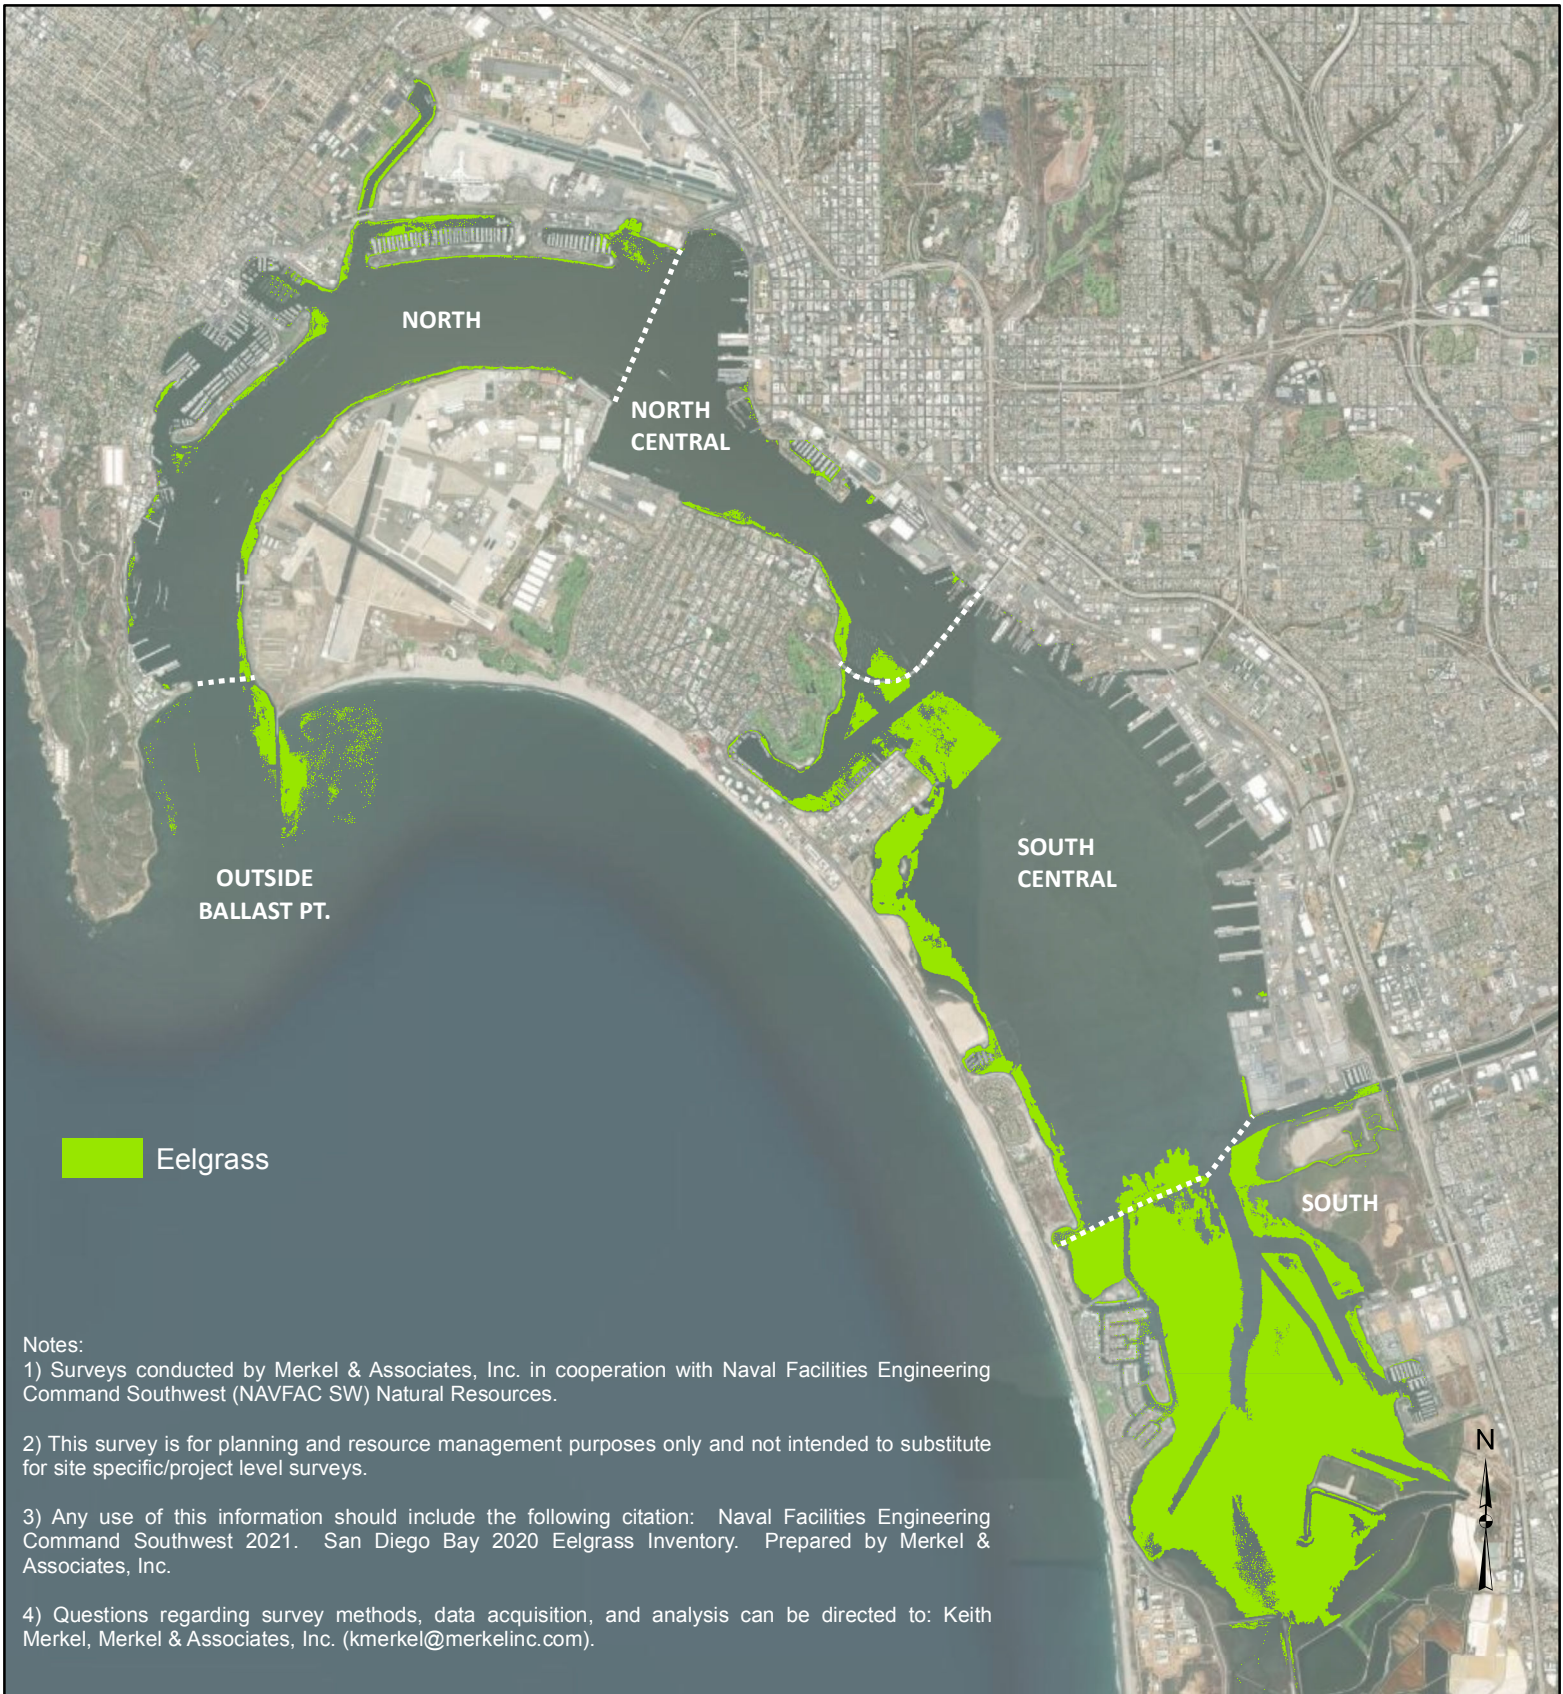 NORTH
NORTH
CENTRAL
OUTSIDE
BALLAST PT.
SOUTH
CENTRAL
Eelgrass
SOUTH
Notes:
1) Surveys conducted by Merkel & Associates, Inc. in cooperation with Naval Facilities Engineering
Command Southwest (NAVFAC SW) Natural Resources.
2) This survey is for planning and resource management purposes only and not intended to substitute
for site specific/project level surveys.
3) Any use of this information should include the following citation: Naval Facilities Engineering
Command Southwest 2021. San Diego Bay 2020 Eelgrass Inventory. Prepared by Merkel &
Associates, Inc.
4) Questions regarding survey methods, data acquisition, and analysis can be directed to: Keith
Merkel, Merkel & Associates, Inc. (kmerkel@merkelinc.com).
N